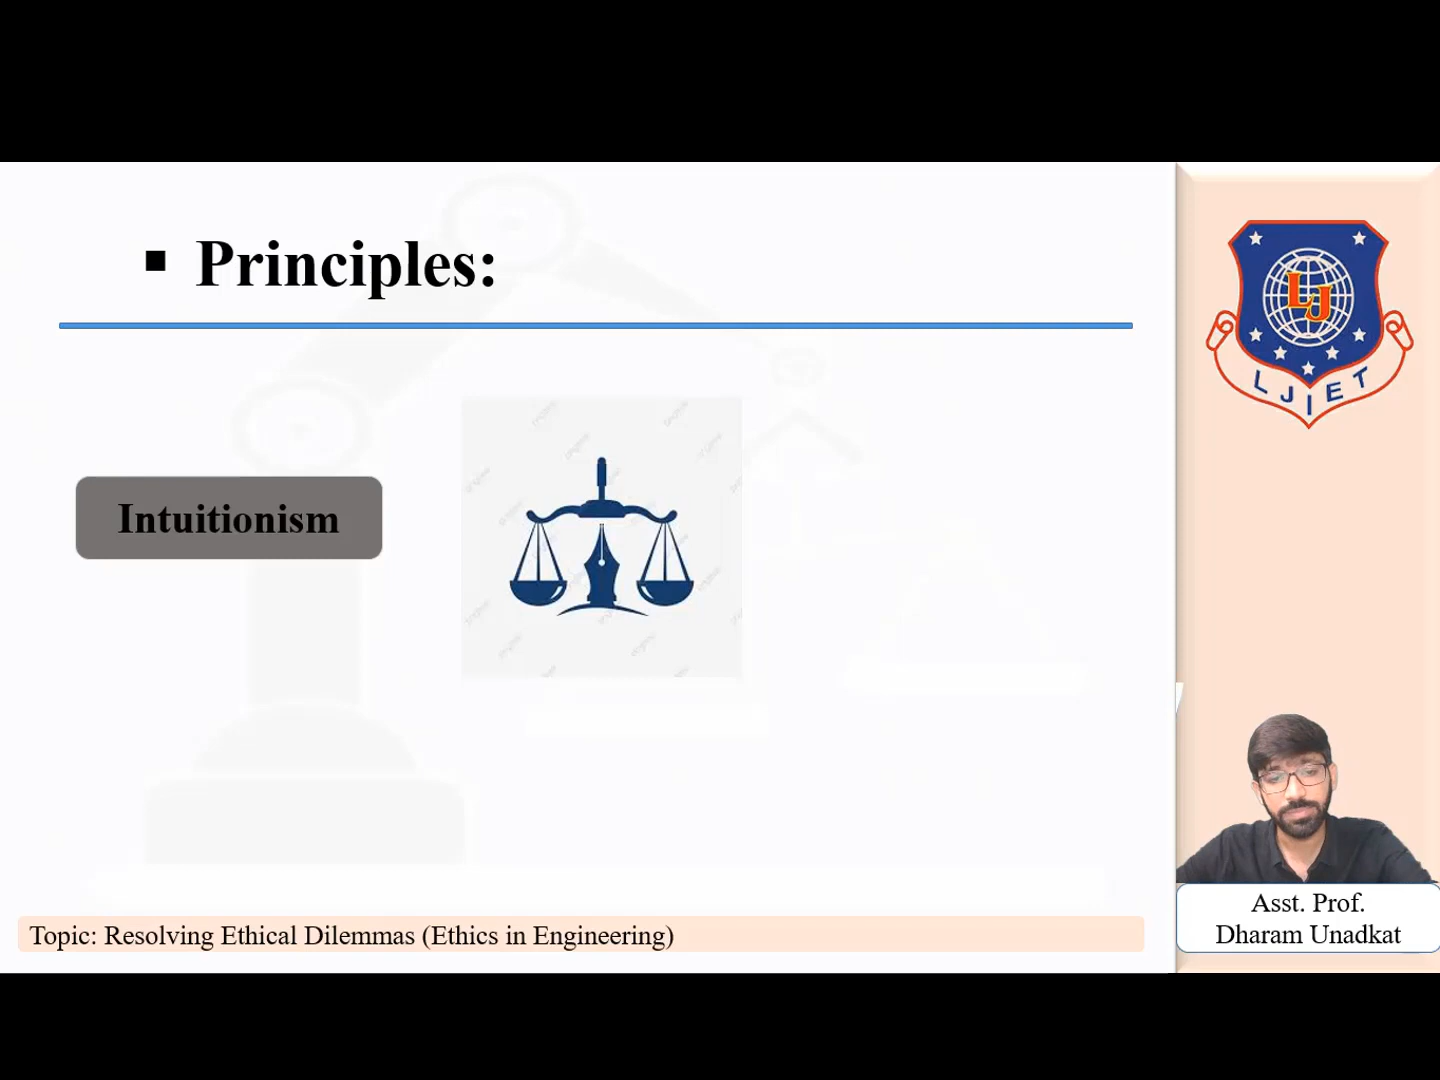 ▪ Principles:
Intuitionism
LJ
LJIET
Topic: Resolving Ethical Dilemmas (Ethics in Engineering)
Asst. Prof.
Dharam Unadkat